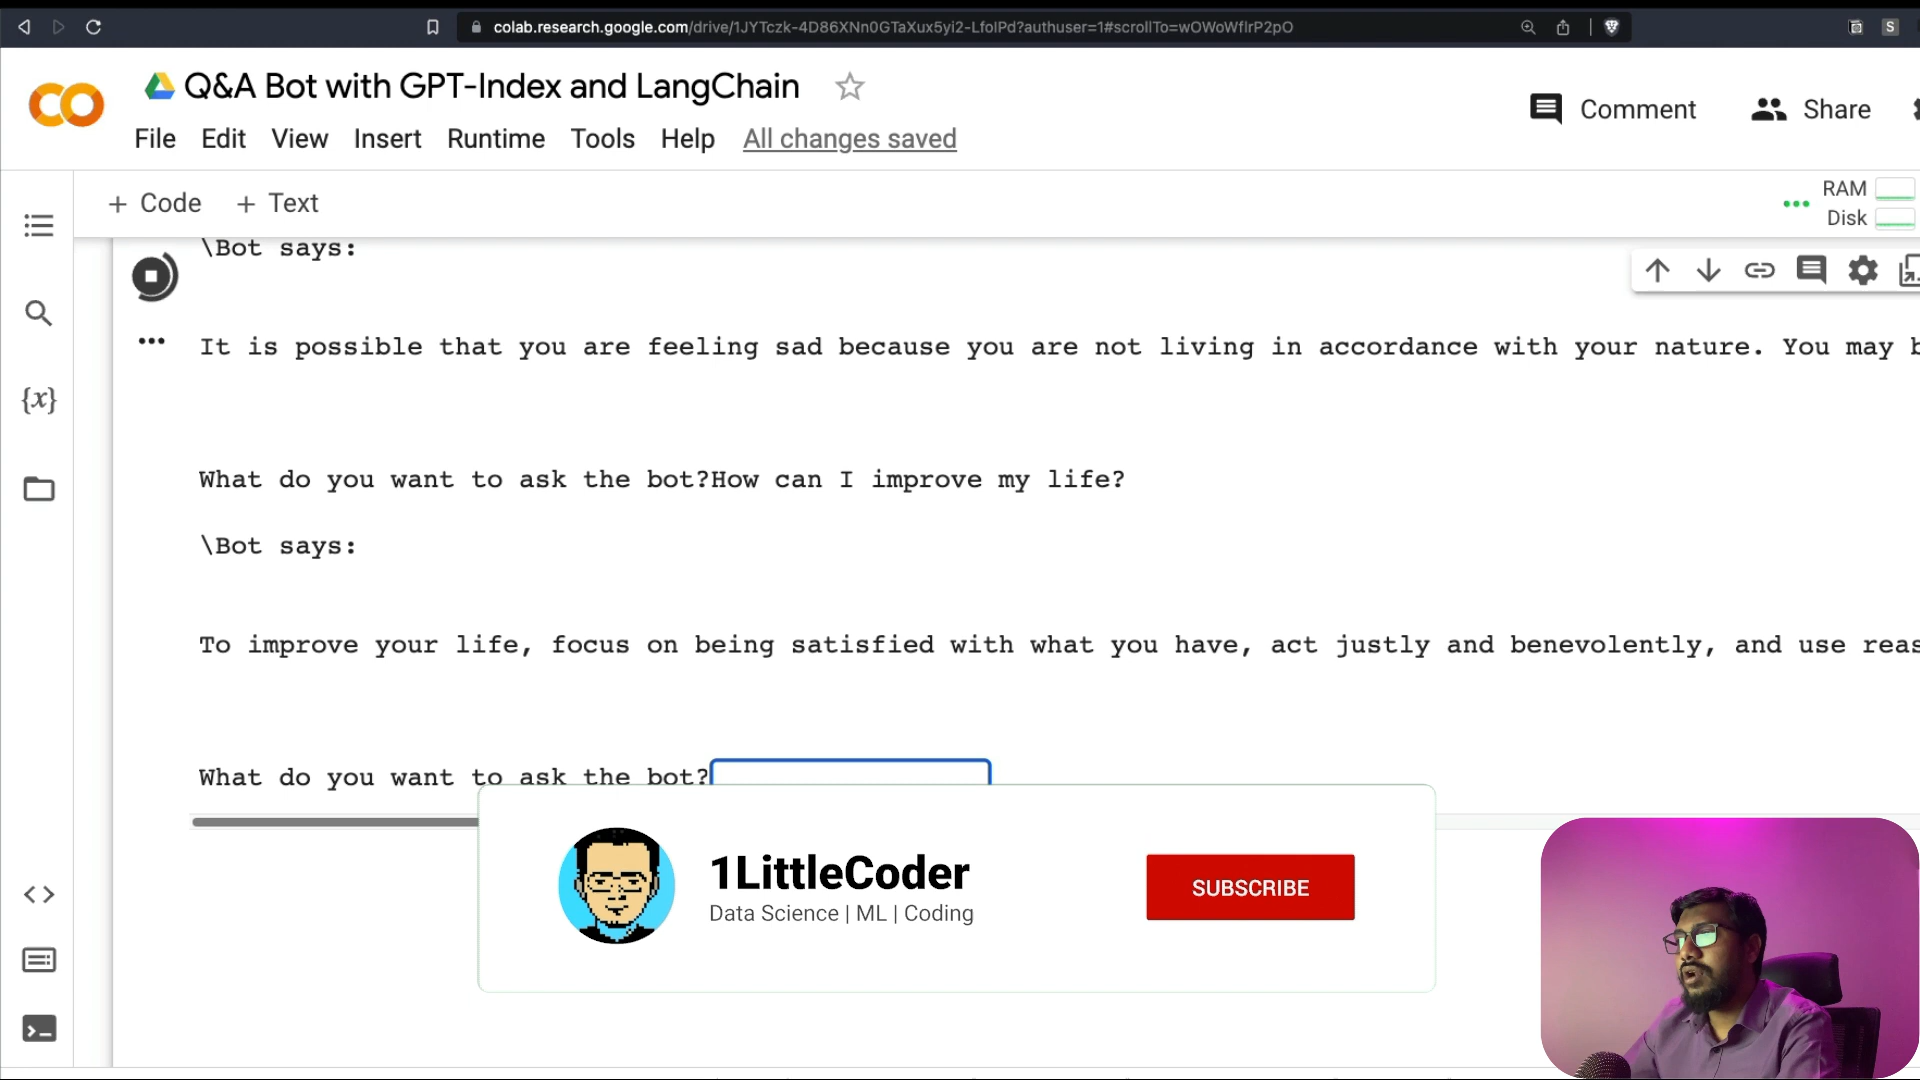 colab.research.google.com/drive/1JYTczk-4D86XNn0GTaXux5yi2-LfolPd?authuser=1#scrollTo=wOWoWflrP2pO
S
Q&A Bot with GPT-Index and LangChain
Comment
Share
File Edit View Insert Runtime Tools Help All changes saved
+ Code + Text
RAM
Disk
\Bot says:
{x}
It is possible that you are feeling sad because you are not living in accordance with your nature. You may b
What do you want to ask the bot?How can I improve my life?
\Bot says:
To improve your life, focus on being satisfied with what you have, act justly and benevolently, and use reas
What do you want to ask the bot?
1LittleCoder
Data Science | ML | Coding
SUBSCRIBE